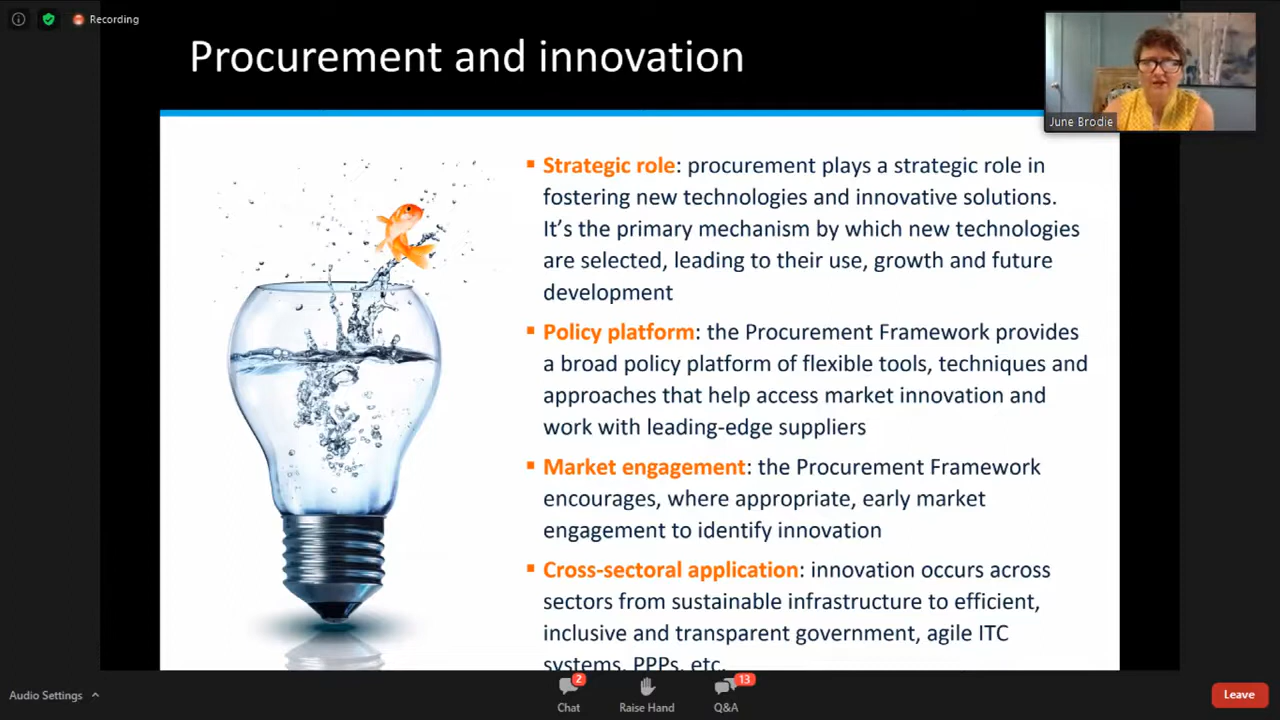 Recording
Procurement and innovation
June Brodie
Strategic role: procurement plays a strategic role in
fostering new technologies and innovative solutions.
It's the primary mechanism by which new technologies
are selected, leading to their use, growth and future
development
Policy platform: the Procurement Framework provides
a broad policy platform of flexible tools, techniques and
approaches that help access market innovation and
work with leading-edge suppliers
Market engagement: the Procurement Framework
encourages, where appropriate, early market
engagement to identify innovation
Cross-sectoral application: innovation occurs across
sectors from sustainable infrastructure to efficient,
inclusive and transparent government, agile ITC
systems, PPPs, etc.
Audio Settings
2
Chat
Raise Hand
13
Q&A
Leave